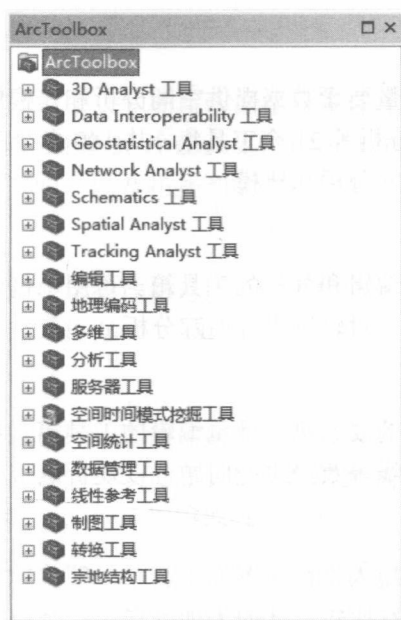 ArcToolbox
ArcToolbox
3D Analyst 工具
Data Interoperability 工具
Geostatistical Analyst 工具
Network Analyst 工具
Schematics 工具
Spatial Analyst 工具
Tracking Analyst 工具
编辑工具
地理编码工具
多维工具
分析工具
服务器工具
空间时间模式挖掘工具
空间统计工具
数据管理工具
线性参考工具
制图工具
转换工具
宗地结构工具